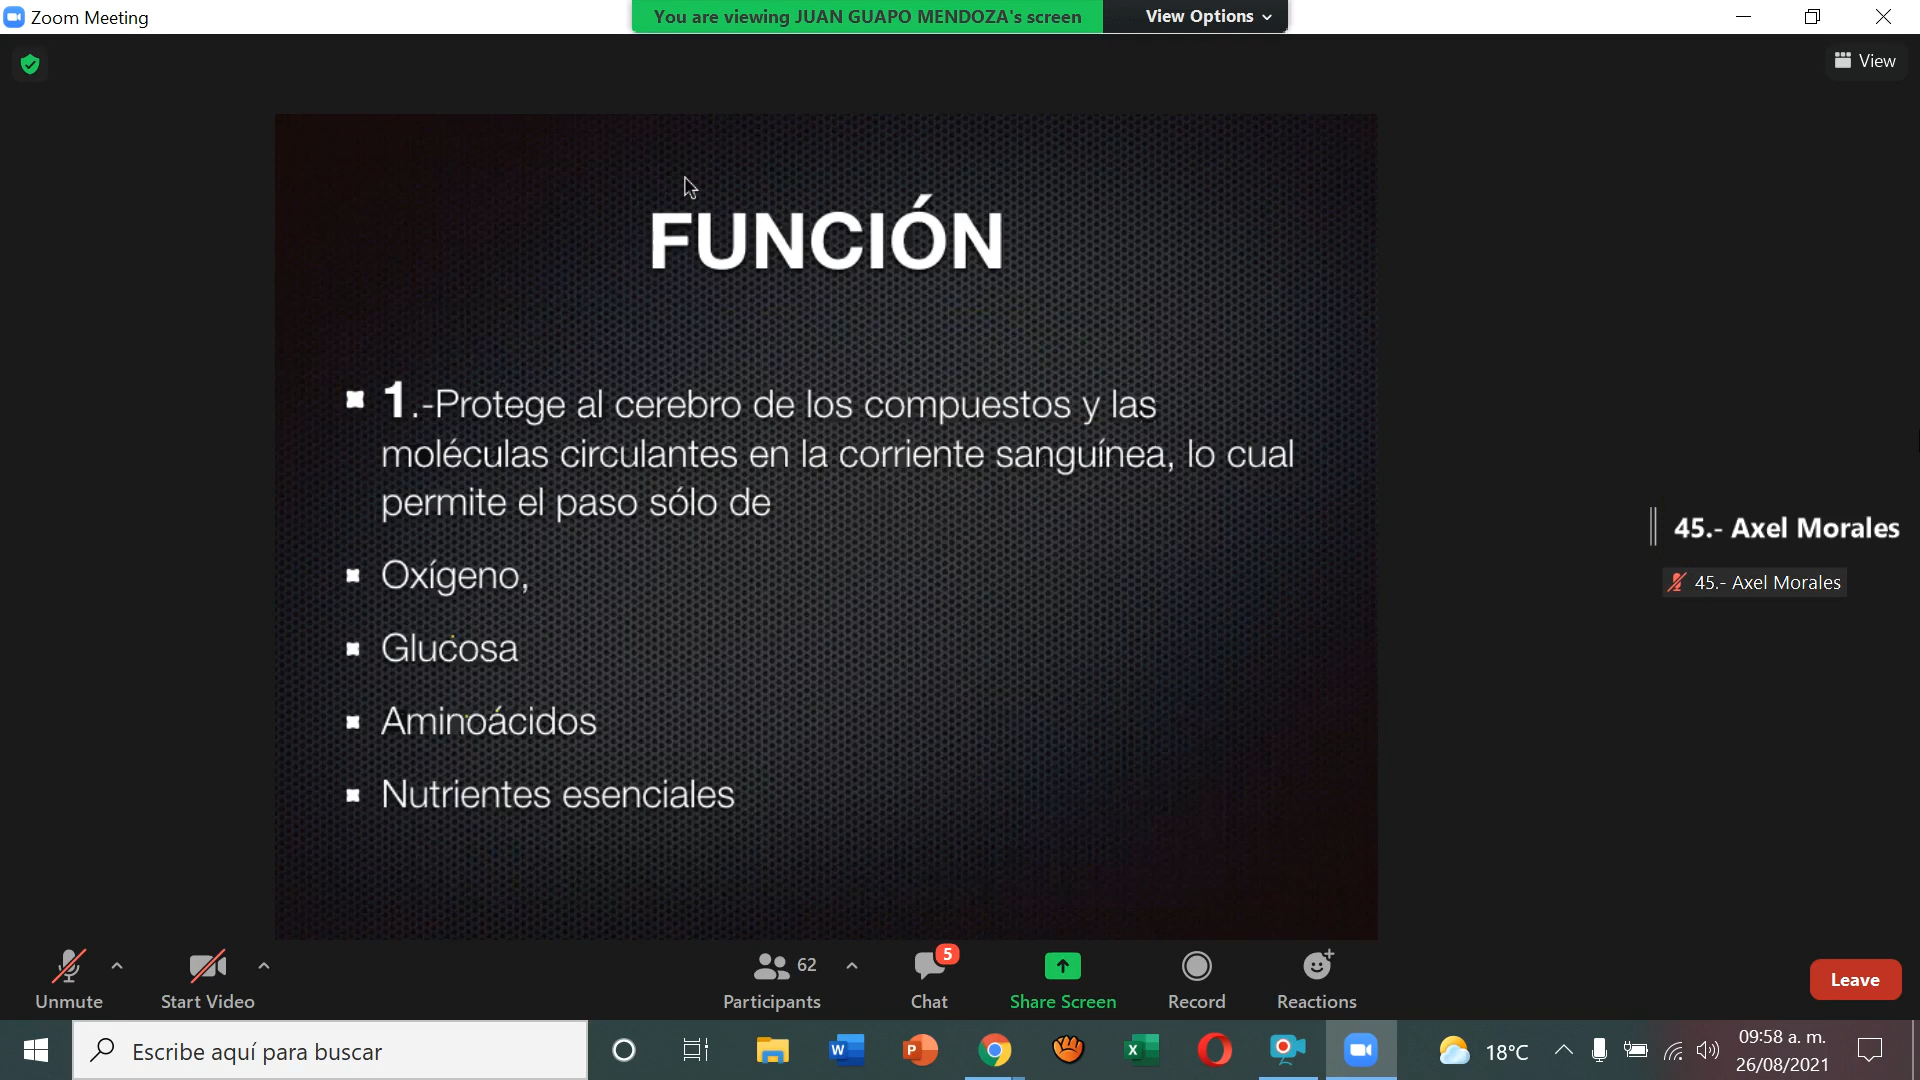 Zoom Meeting
You are viewing JUAN GUAPO MENDOZA's screen
View Options
View
FUNCIÓN
1.-Protege al cerebro de los compuestos y las
moléculas circulantes en la corriente sanguínea, lo cual
permite el paso sólo de
Oxígeno,
Glucosa
Aminoácidos
Nutrientes esenciales
45.- Axel Morales
45.- Axel Morales
Unmute
Start Video
62
Participants
5
Chat
Share Screen
Record
Reactions
Leave
Escribe aquí para buscar
W
P
X
18°C
09:58 a. m.
26/08/2021